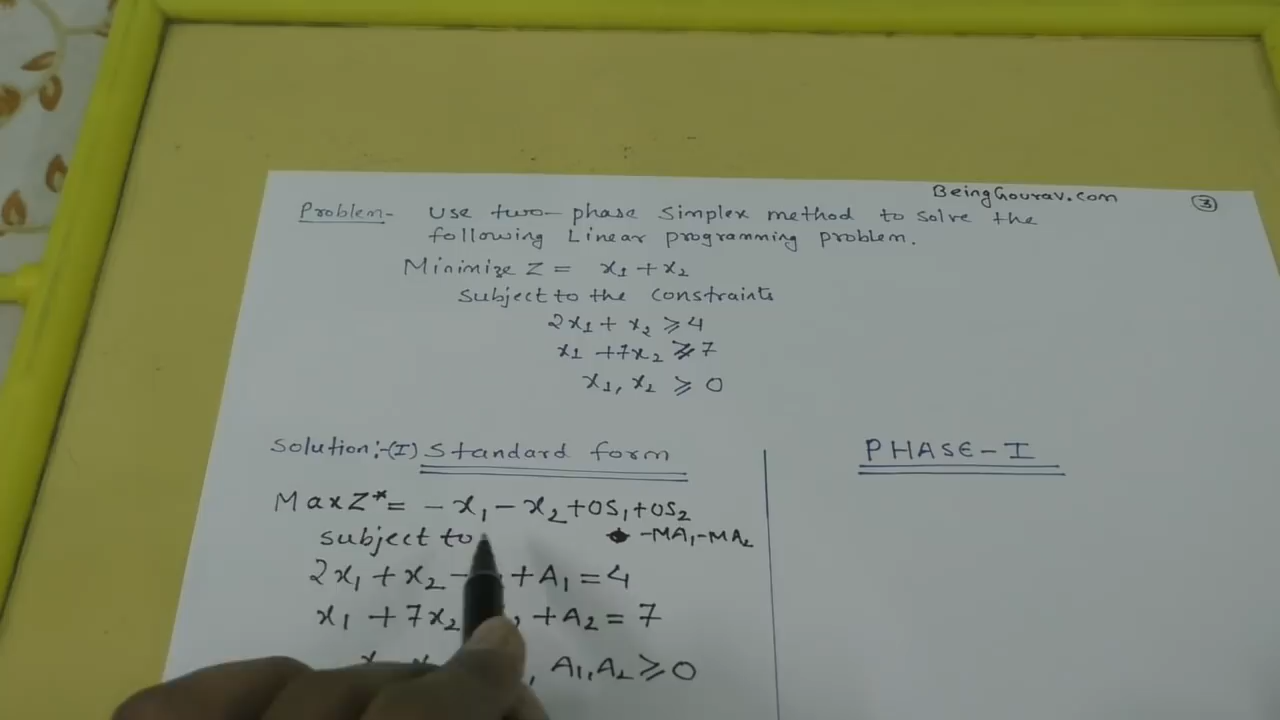 BeingGourav.com
3
Problem- Use two-phase Simplex method to solve the
following Linear programming problem.
Minimize Z = x₁ + x₂
Subject to the constraints
2x₁ + x₂ ≥ 4
x₁ + 7x₂ ≥ 7
x₁, x₂ ≥ 0
Solution:-(I) Standard form
Max Z* = -x₁ - x₂ + 0S₁ + 0S₂
subject to -MA₁-MA₂
2x₁ + x₂ - + A₁ = 4
x₁ + 7x₂ + A₂ = 7
A₁, A₂ ≥ 0
PHASE-I